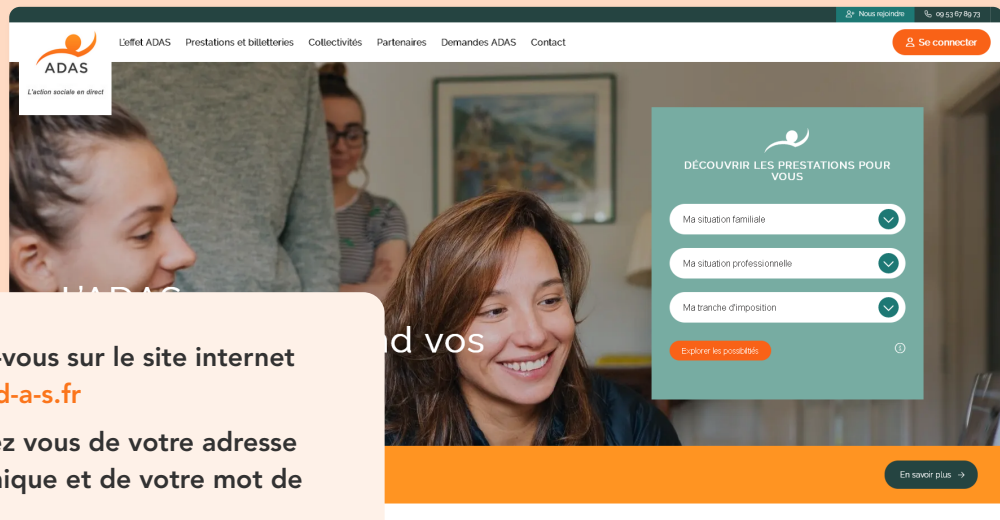 Nous rejoindre
09 53 67 89 73
ADAS
L'action sociale en direct
L'effet ADAS
Prestations et billetteries
Collectivités
Partenaires
Demandes ADAS
Contact
Se connecter
DÉCOUVRIR LES PRESTATIONS POUR
VOUS
Ma situation familiale
Ma situation professionnelle
Ma tranche d'imposition
Explorer les possibilités
L'ADAS
vos
-vous sur le site internet
d-a-s.fr
ez vous de votre adresse
nique et de votre mot de
En savoir plus →